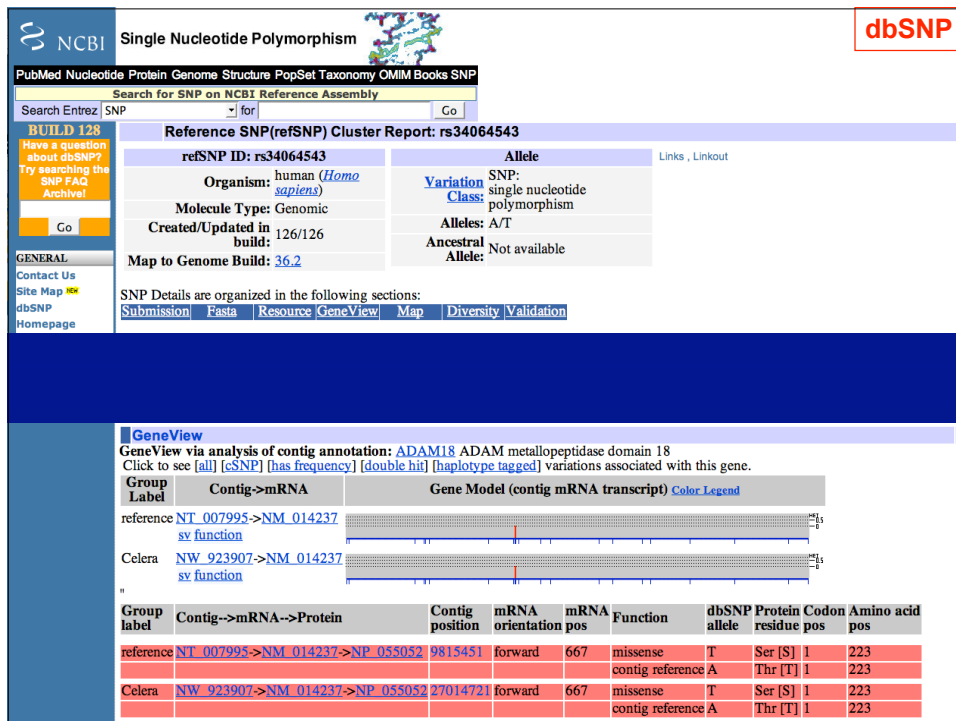 NCBI
Single Nucleotide Polymorphism
dbSNP
PubMed Nucleotide Protein Genome Structure PopSet Taxonomy OMIM Books SNP
Search for SNP on NCBI Reference Assembly
Search Entrez SNP for Go
BUILD 128
Have a question
about dbSNP?
Try searching the
SNP FAQ
Archive!
Go
GENERAL
Contact Us
Site Map NEW
dbSNP
Homepage
Reference SNP(refSNP) Cluster Report: rs34064543
refSNP ID: rs34064543
Organism: human (Homo
sapiens)
Molecule Type: Genomic
Created/Updated in
build: 126/126
Map to Genome Build: 36.2
Allele
Variation
Class: SNP:
single nucleotide
polymorphism
Alleles: A/T
Ancestral
Allele: Not available
Links , Linkout
SNP Details are organized in the following sections:
Submission Fasta Resource GeneView Map Diversity Validation
GeneView
GeneView via analysis of contig annotation: ADAM18 ADAM metallopeptidase domain 18
Click to see [all] [cSNP] [has frequency] [double hit] [haplotype tagged] variations associated with this gene.
Group
Label Contig->mRNA Gene Model (contig mRNA transcript) Color Legend
reference NT_007995->NM_014237
sv function
HET
0.5
0
Celera NW_923907->NM_014237
sv function
HET
0.5
0
"
Group
label Contig-->mRNA-->Protein Contig
position mRNA
orientation mRNA
pos Function dbSNP
allele Protein
residue Codon
pos Amino acid
pos
reference NT_007995->NM_014237->NP_055052 9815451 forward 667 missense T Ser [S] 1 223
contig reference A Thr [T] 1 223
Celera NW_923907->NM_014237->NP_055052 27014721 forward 667 missense T Ser [S] 1 223
contig reference A Thr [T] 1 223